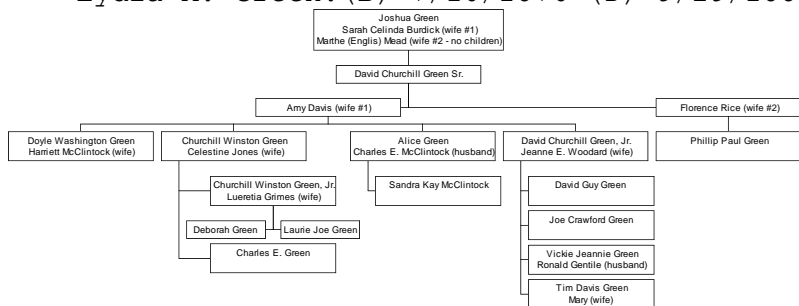 Joshua Green
Sarah Celinda Burdick (wife #1)
Marthe (Englis) Mead (wife #2 - no children)
David Churchill Green Sr.
Amy Davis (wife #1)
Florence Rice (wife #2)
Doyle Washington Green
Harriett McClintock (wife)
Churchill Winston Green
Celestine Jones (wife)
Alice Green
Charles E. McClintock (husband)
David Churchill Green, Jr.
Jeanne E. Woodard (wife)
Phillip Paul Green
Churchill Winston Green, Jr.
Lueretia Grimes (wife)
Sandra Kay McClintock
David Guy Green
Deborah Green
Laurie Joe Green
Joe Crawford Green
Charles E. Green
Vickie Jeannie Green
Ronald Gentile (husband)
Tim Davis Green
Mary (wife)